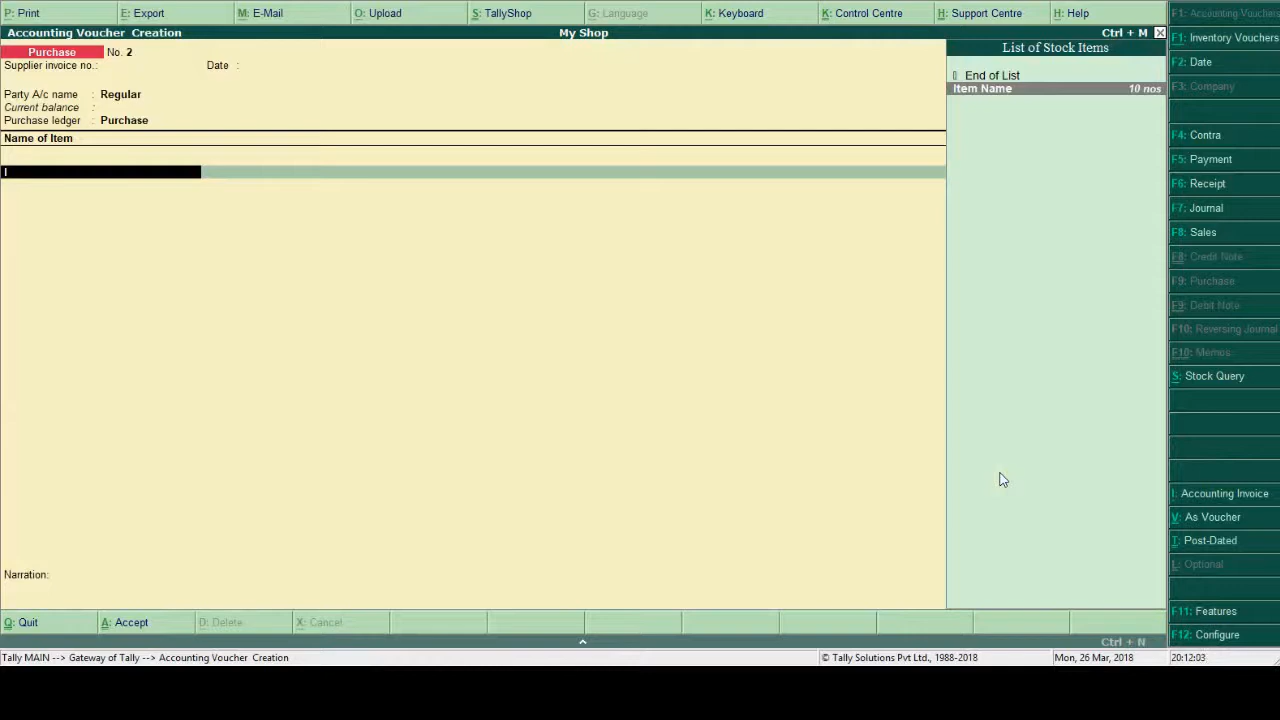 P: Print E: Export M: E-Mail O: Upload S: TallyShop G: Language K: Keyboard K: Control Centre H: Support Centre H: Help
Accounting Voucher Creation My Shop Ctrl + M
Purchase No. 2
Supplier invoice no.: Date :
Party A/c name : Regular
Current balance :
Purchase ledger : Purchase
Name of Item
Narration:
List of Stock Items
End of List
Item Name 10 nos
F1: Accounting Vouchers
F1: Inventory Vouchers
F2: Date
F3: Company
F4: Contra
F5: Payment
F6: Receipt
F7: Journal
F8: Sales
F8: Credit Note
F9: Purchase
F9: Debit Note
F10: Reversing Journal
F10: Memos
S: Stock Query
I: Accounting Invoice
V: As Voucher
T: Post-Dated
L: Optional
F11: Features
F12: Configure
Q: Quit A: Accept D: Delete X: Cancel
Ctrl + N
Tally MAIN --> Gateway of Tally --> Accounting Voucher Creation © Tally Solutions Pvt Ltd., 1988-2018 Mon, 26 Mar, 2018 20:12:03